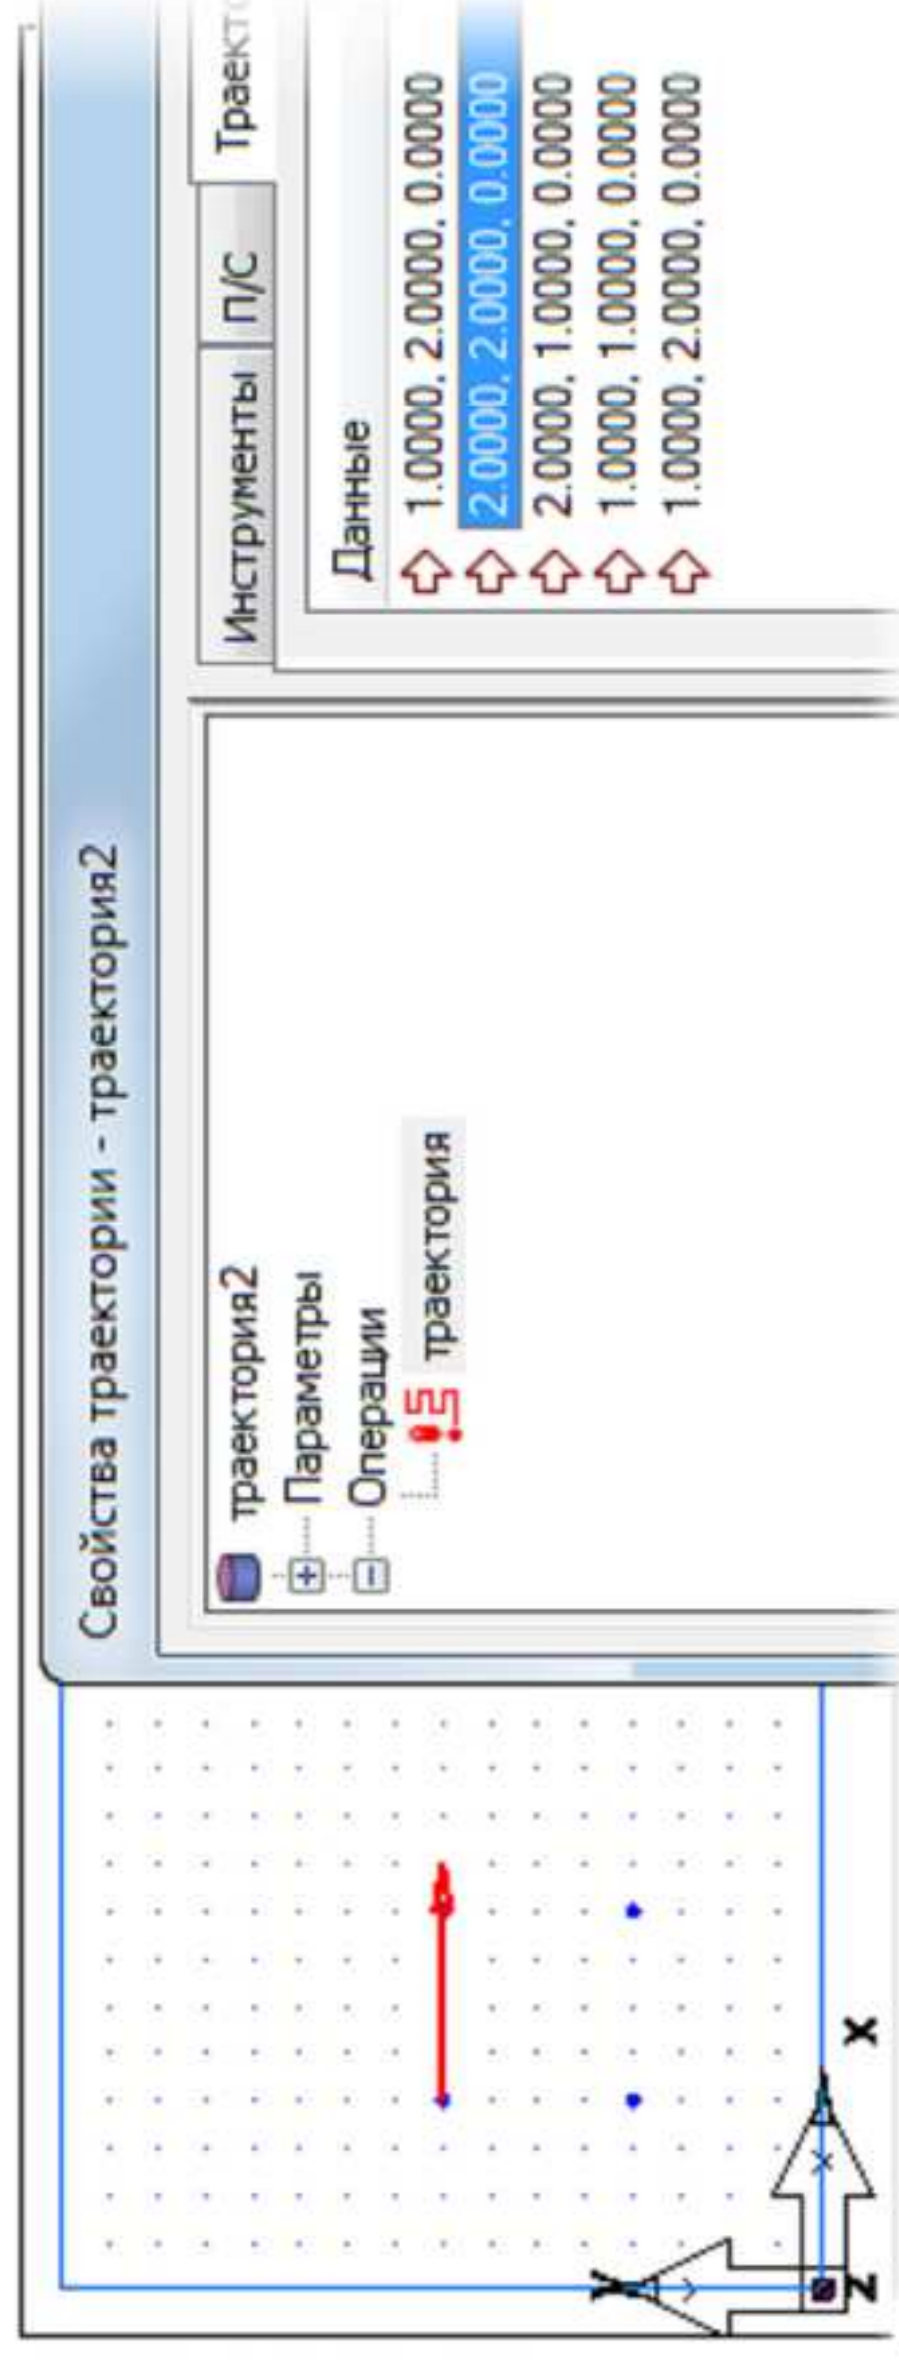 Свойства траектории - траектория2
траектория2
Параметры
Операции
траектория
Инструменты
П/С
Данные
1.0000, 2.0000, 0.0000
2.0000, 2.0000, 0.0000
2.0000, 1.0000, 0.0000
1.0000, 1.0000, 0.0000
1.0000, 2.0000, 0.0000
Y
X
Z